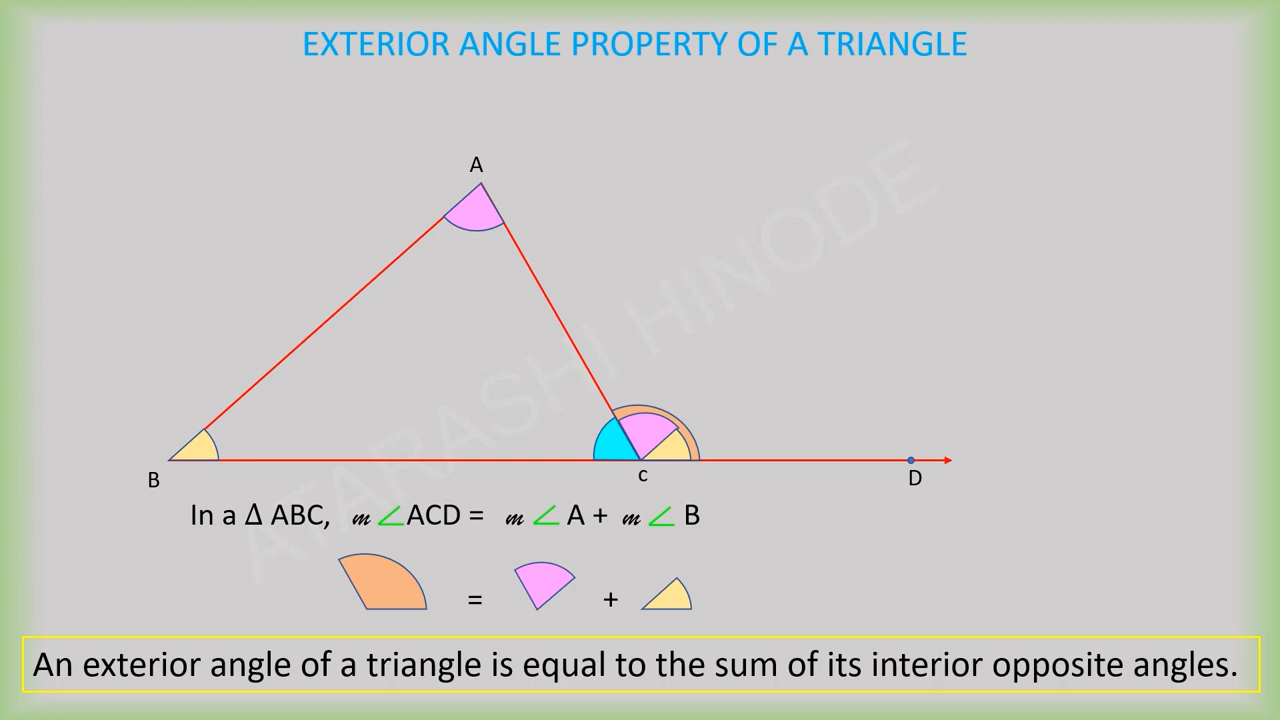 EXTERIOR ANGLE PROPERTY OF A TRIANGLE
A
ATARASHI HINODE
B
c
D
In a Δ ABC, m∠ACD = m∠A + m∠B
= +
An exterior angle of a triangle is equal to the sum of its interior opposite angles.